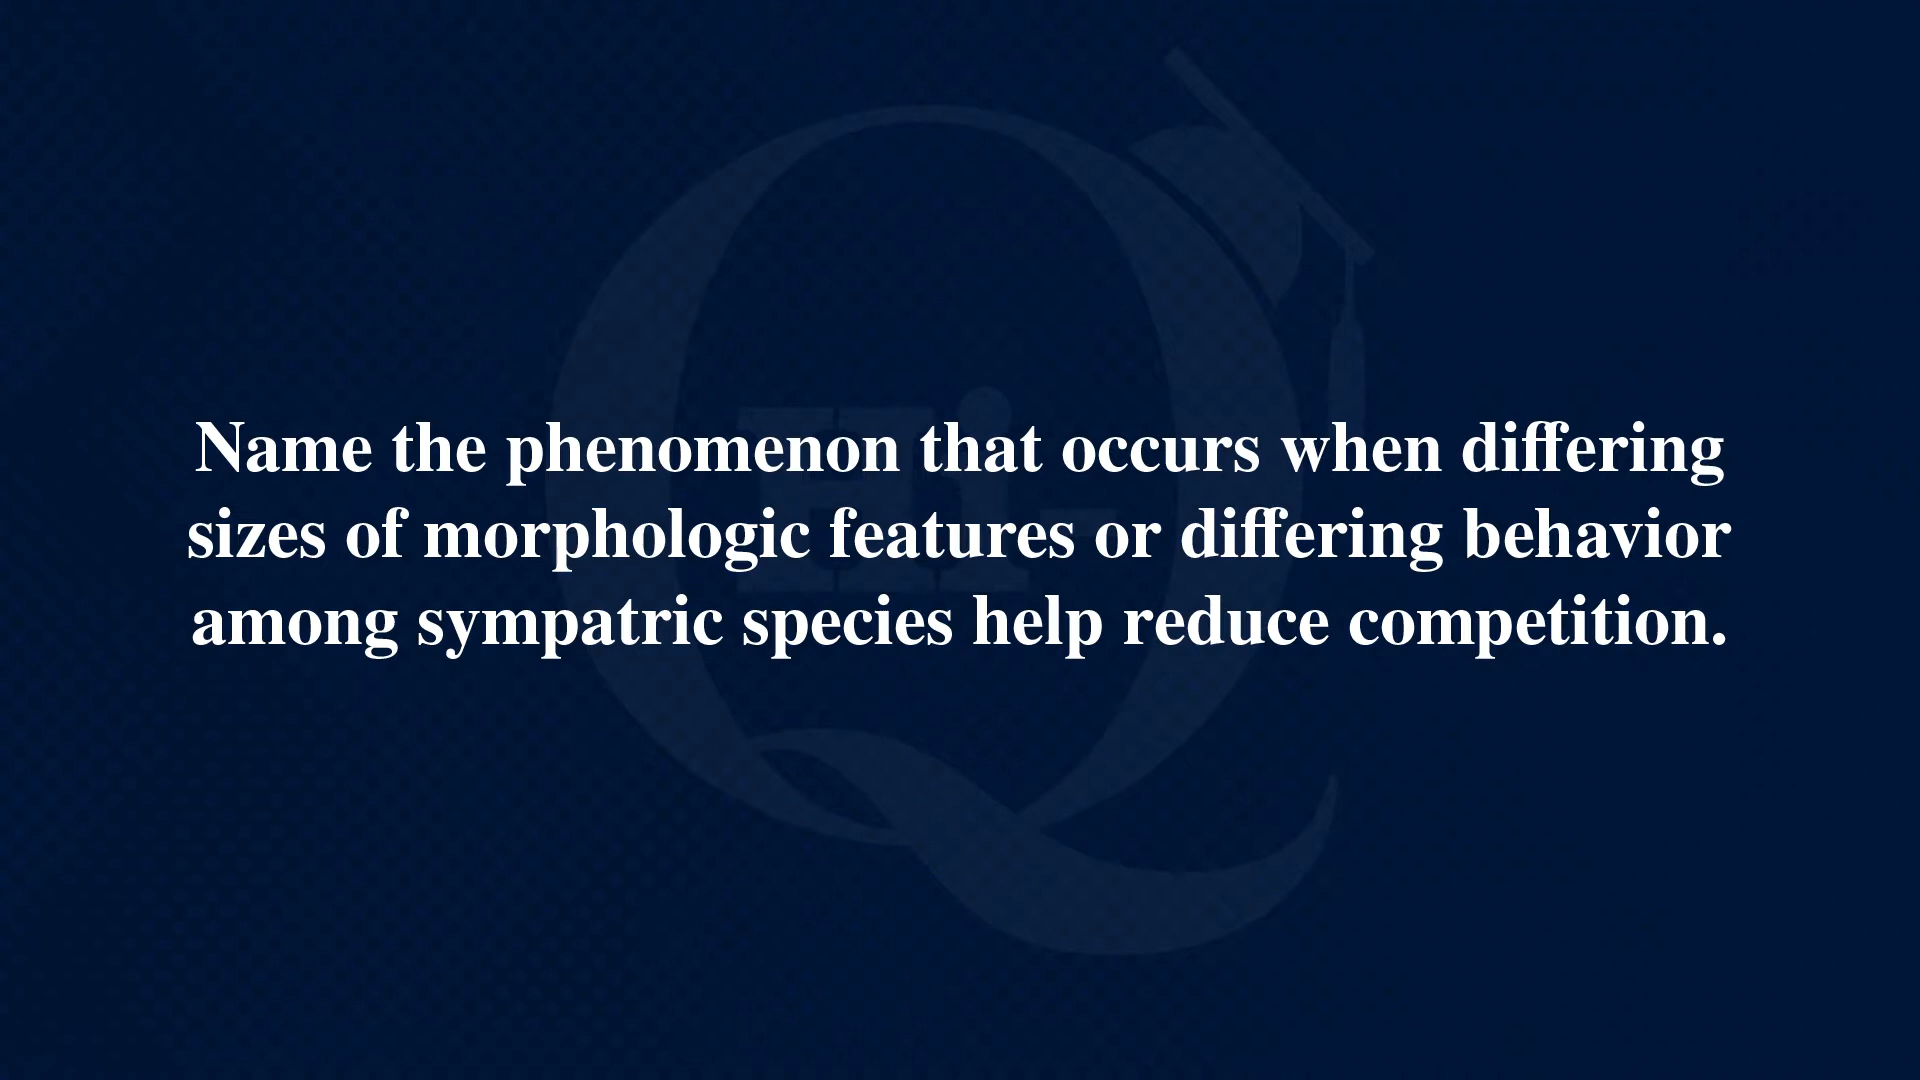 Name the phenomenon that occurs when differing
sizes of morphologic features or differing behavior
among sympatric species help reduce competition.
Hi-Q